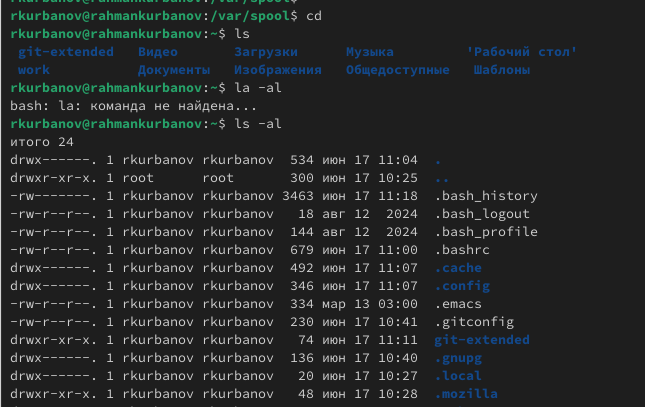 rkurbanov@rahmankurbanov:/var/spool$
rkurbanov@rahmankurbanov:/var/spool$ cd
rkurbanov@rahmankurbanov:~$ ls
git-extended Видео Загрузки Музыка 'Рабочий стол'
work Документы Изображения Общедоступные Шаблоны
rkurbanov@rahmankurbanov:~$ la -al
bash: la: команда не найдена...
rkurbanov@rahmankurbanov:~$ ls -al
итого 24
drwx------. 1 rkurbanov rkurbanov 534 июн 17 11:04 .
drwxr-xr-x. 1 root root 300 июн 17 10:25 ..
-rw-------. 1 rkurbanov rkurbanov 3463 июн 17 11:18 .bash_history
-rw-r--r--. 1 rkurbanov rkurbanov 18 авг 12 2024 .bash_logout
-rw-r--r--. 1 rkurbanov rkurbanov 144 авг 12 2024 .bash_profile
-rw-r--r--. 1 rkurbanov rkurbanov 679 июн 17 11:00 .bashrc
drwx------. 1 rkurbanov rkurbanov 492 июн 17 11:07 .cache
drwx------. 1 rkurbanov rkurbanov 346 июн 17 11:07 .config
-rw-r--r--. 1 rkurbanov rkurbanov 334 мар 13 03:00 .emacs
-rw-r--r--. 1 rkurbanov rkurbanov 230 июн 17 10:41 .gitconfig
drwxr-xr-x. 1 rkurbanov rkurbanov 74 июн 17 11:11 git-extended
drwx------. 1 rkurbanov rkurbanov 136 июн 17 10:40 .gnupg
drwx------. 1 rkurbanov rkurbanov 20 июн 17 10:27 .local
drwxr-xr-x. 1 rkurbanov rkurbanov 48 июн 17 10:28 .mozilla